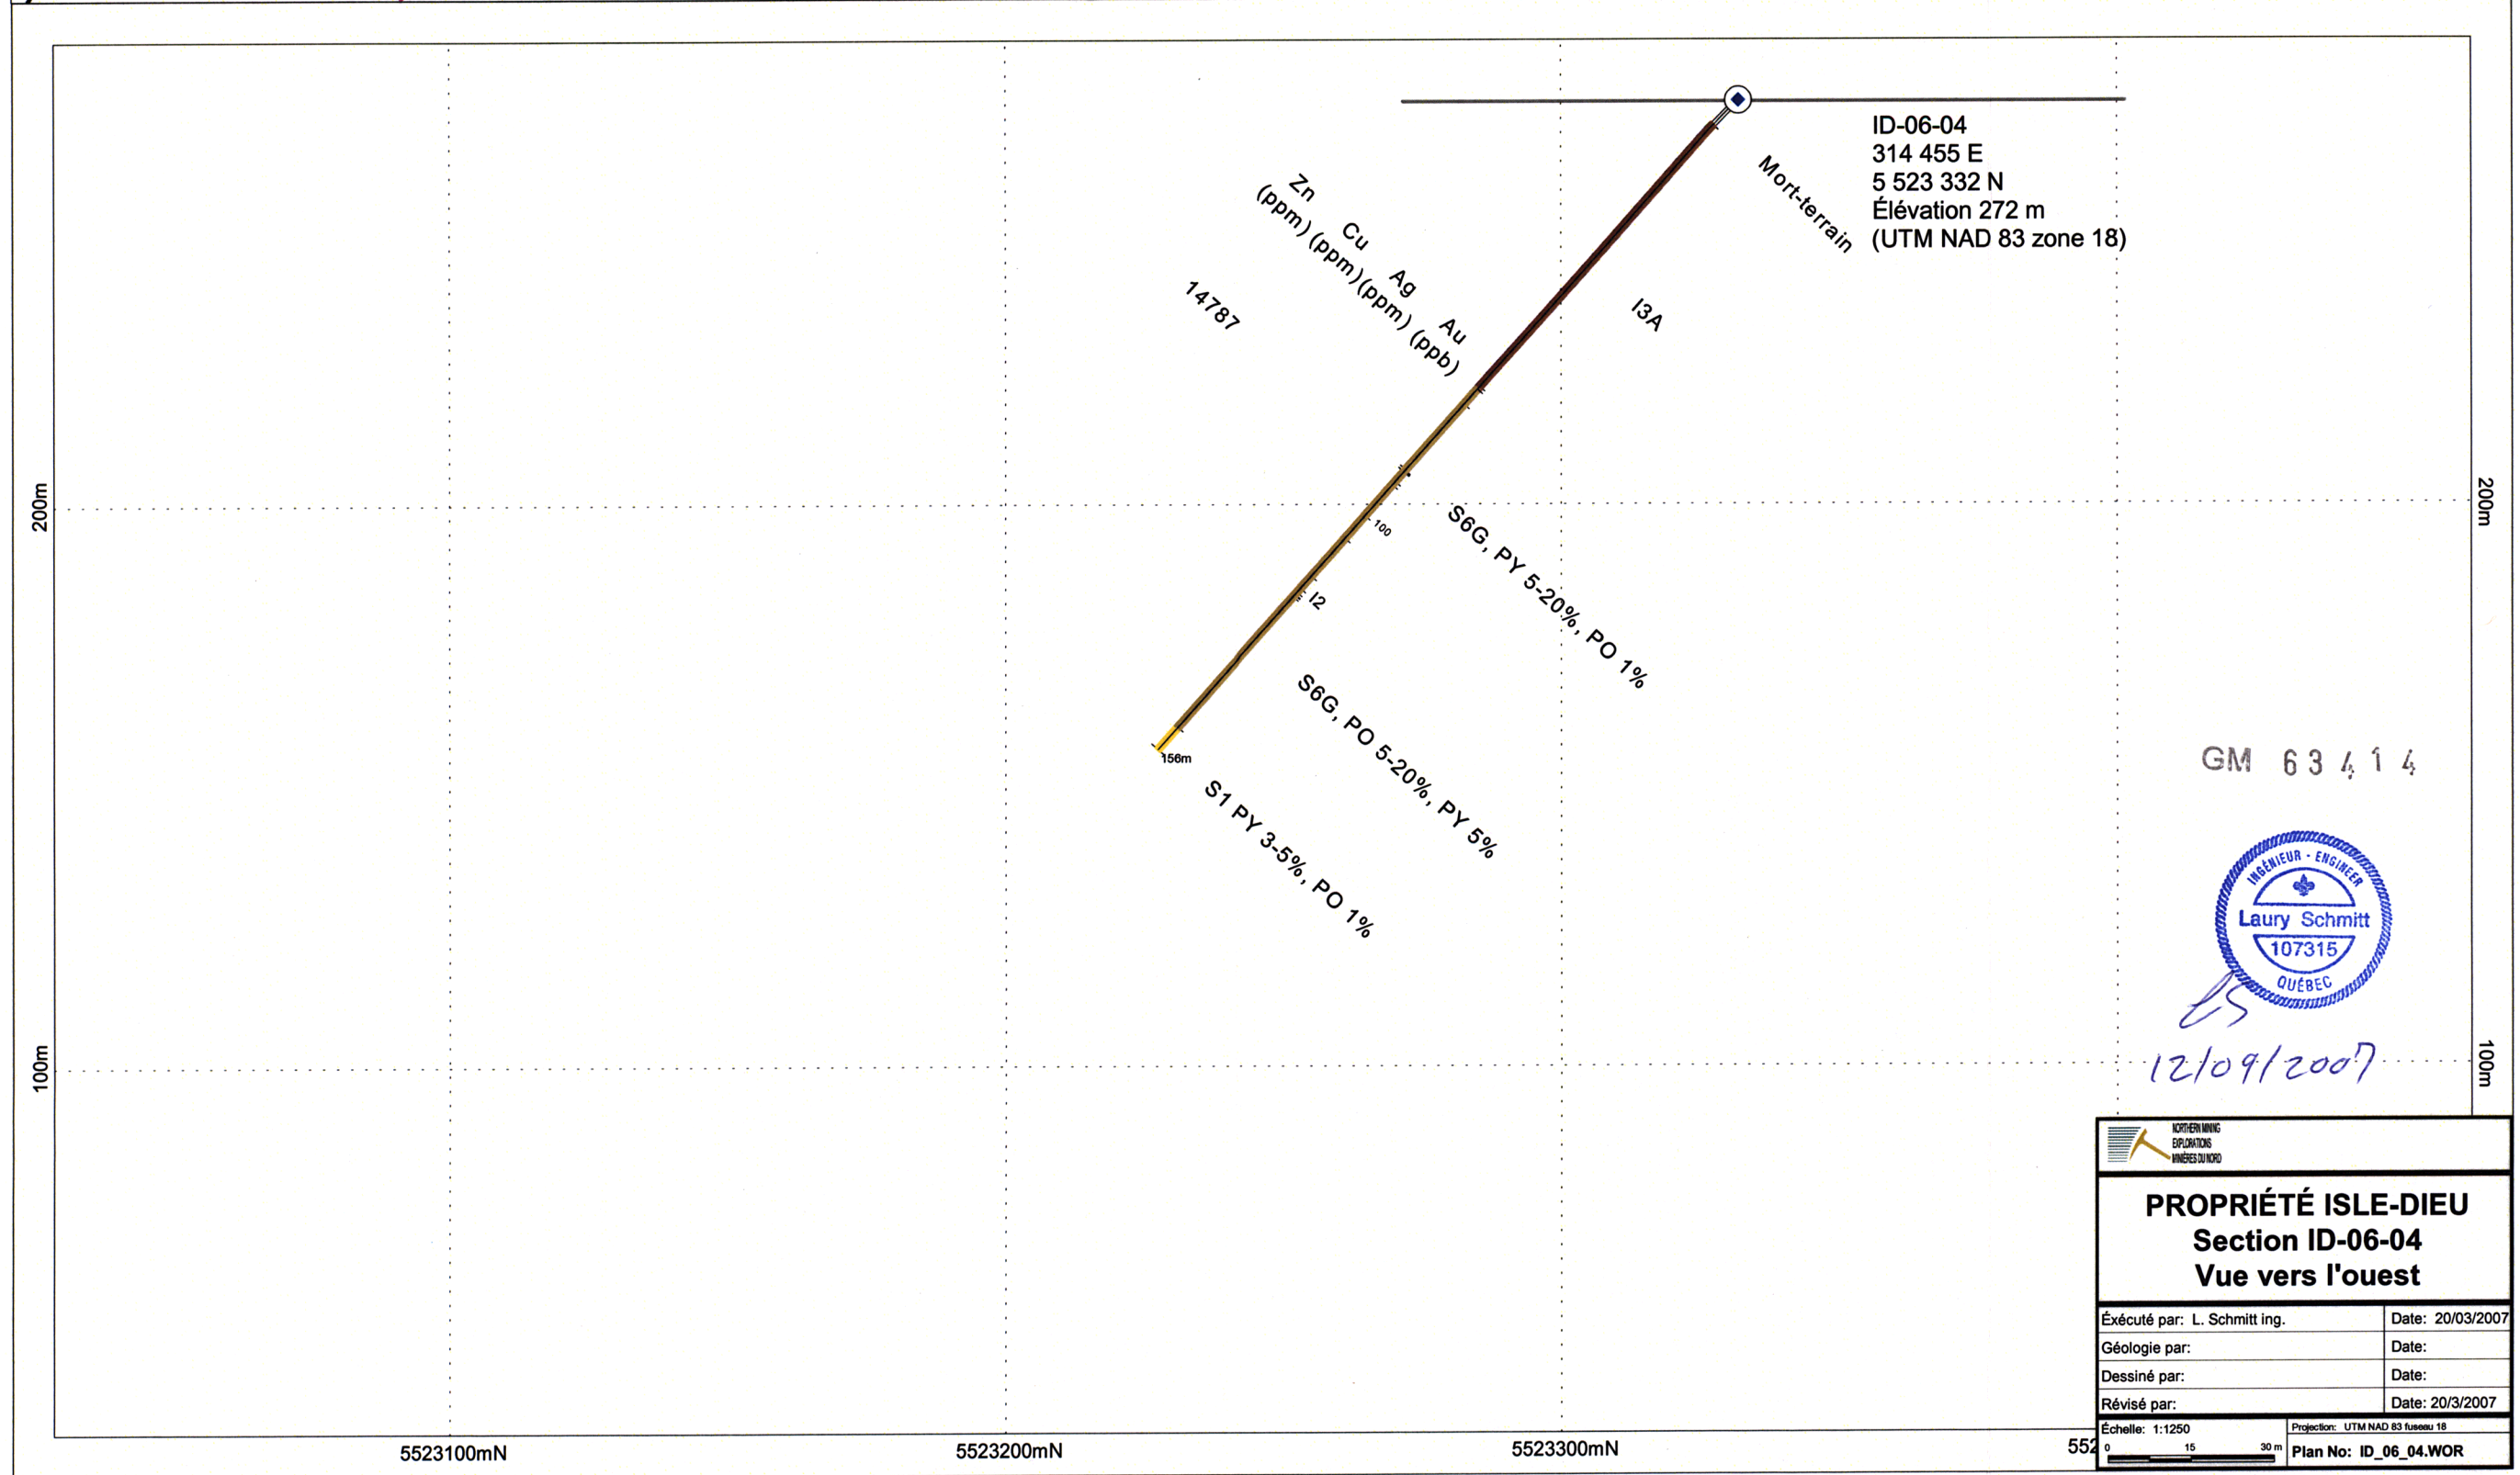 ID-06-04
314 455 E
5 523 332 N
Élévation 272 m
(UTM NAD 83 zone 18)
Mort-terrain
I3A
Zn Cu Ag Au
(ppm) (ppm) (ppm) (ppb)
14787
200m
200m
100
S6G, PY 5-20%, PO 1%
I2
S6G, PO 5-20%, PY 5%
156m
S1 PY 3-5%, PO 1%
GM 63414
INGÉNIEUR - ENGINEER
Laury Schmitt
107315
QUÉBEC
LS
12/09/2007
100m
100m
NORTHERN MINING
EXPLORATIONS
MINIÈRES DU NORD
PROPRIÉTÉ ISLE-DIEU
Section ID-06-04
Vue vers l'ouest
Éxécuté par: L. Schmitt ing. Date: 20/03/2007
Géologie par: Date:
Dessiné par: Date:
Révisé par: Date: 20/3/2007
Échelle: 1:1250
0 15 30 m
Projection: UTM NAD 83 fuseau 18
Plan No: ID_06_04.WOR
5523100mN 5523200mN 5523300mN 552